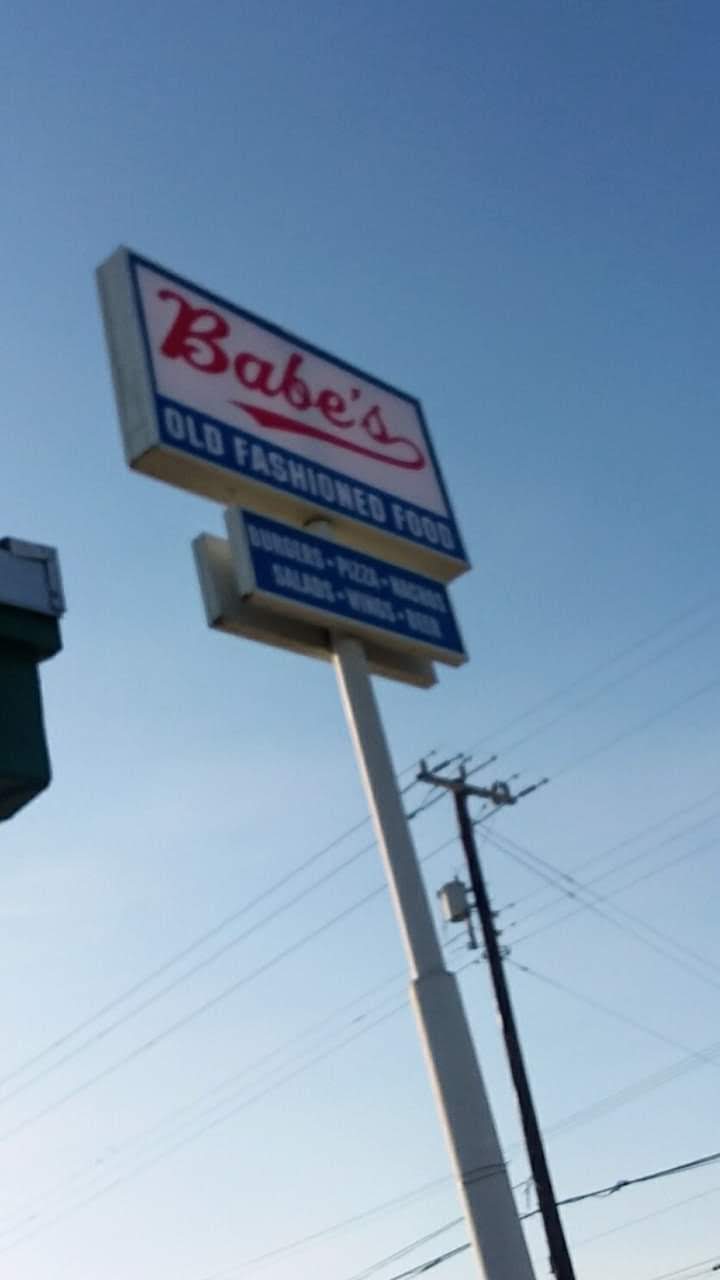 Babe's
OLD FASHIONED FOOD
BURGERS - PIZZA - NACHOS
SALADS - WINGS - BEER